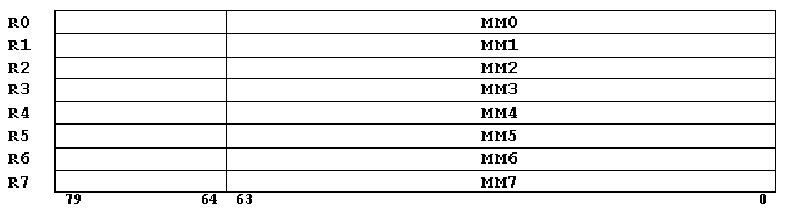 R0 MM0
R1 MM1
R2 MM2
R3 MM3
R4 MM4
R5 MM5
R6 MM6
R7 MM7
79 64 63 0